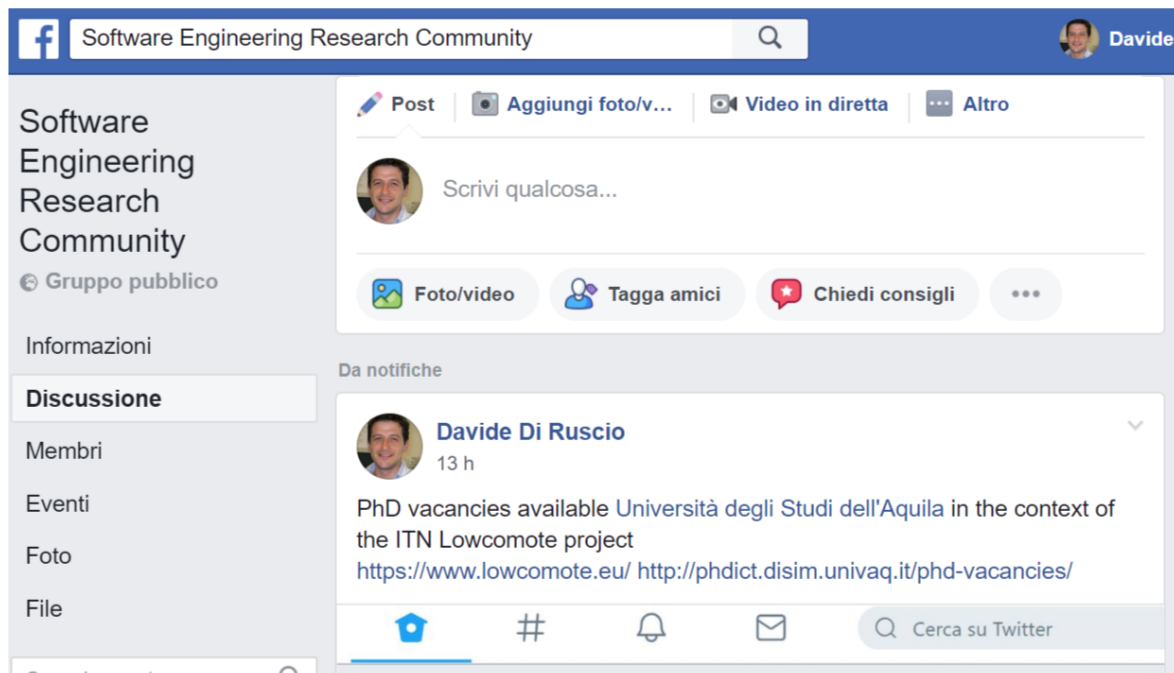 Software Engineering Research Community
Davide
Software
Engineering
Research
Community
Gruppo pubblico
Informazioni
Discussione
Membri
Eventi
Foto
File
Post
Aggiungi foto/v...
Video in diretta
Altro
Scrivi qualcosa...
Foto/video
Tagga amici
Chiedi consigli
Da notifiche
Davide Di Ruscio
13 h
PhD vacancies available Università degli Studi dell'Aquila in the context of
the ITN Lowcomote project
https://www.lowcomote.eu/ http://phdict.disim.univaq.it/phd-vacancies/
Cerca su Twitter